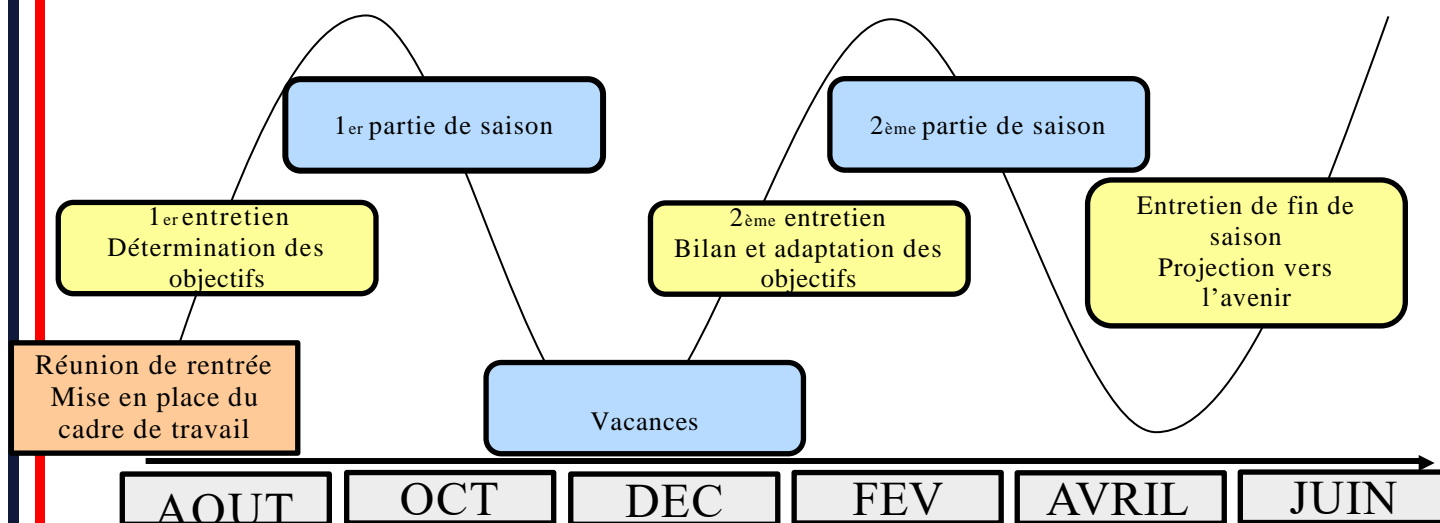 1er partie de saison
2ème partie de saison
1er entretien
Détermination des
objectifs
2ème entretien
Bilan et adaptation des
objectifs
Entretien de fin de
saison
Projection vers
l’avenir
Réunion de rentrée
Mise en place du
cadre de travail
Vacances
AOUT
OCT
DEC
FEV
AVRIL
JUIN